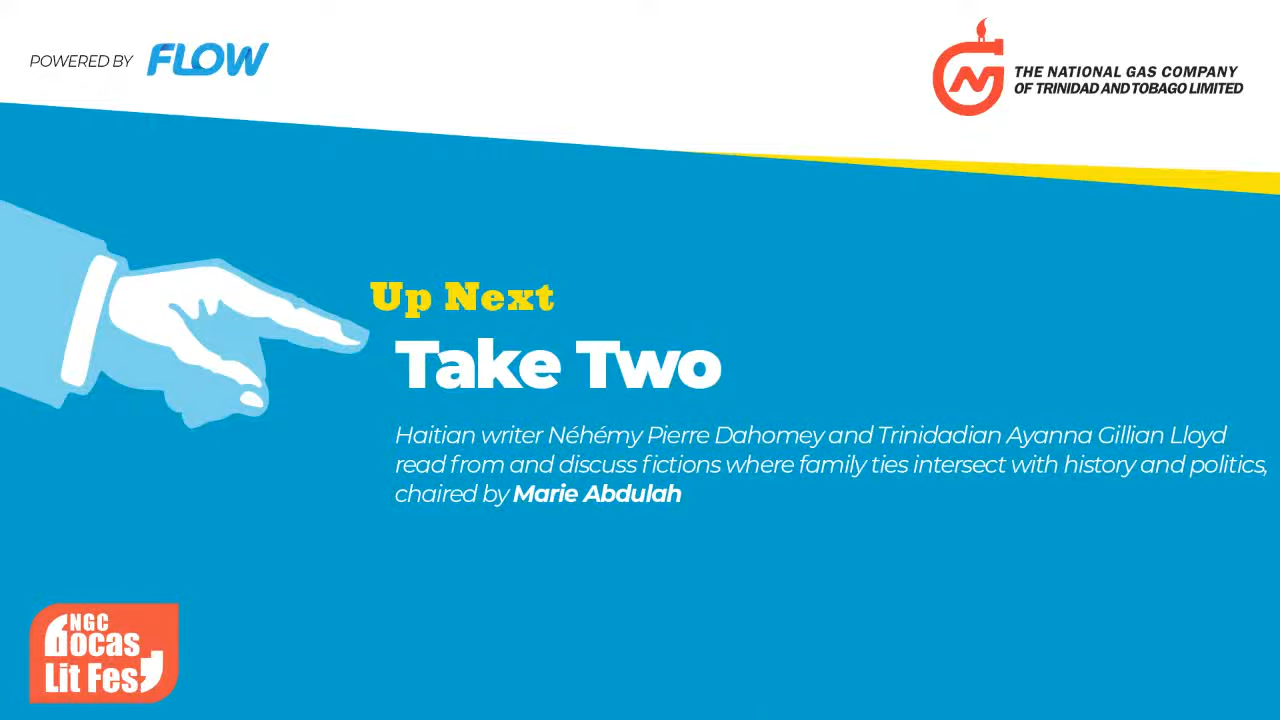 POWERED BY FLOW
THE NATIONAL GAS COMPANY
OF TRINIDAD AND TOBAGO LIMITED
Up Next
Take Two
Haitian writer Néhémy Pierre Dahomey and Trinidadian Ayanna Gillian Lloyd
read from and discuss fictions where family ties intersect with history and politics,
chaired by Marie Abdulah
NGC
Bocas
Lit Fest